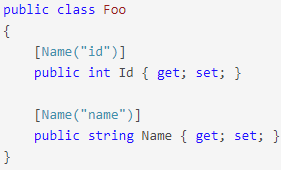 public class Foo
{
    [Name("id")]
    public int Id { get; set; }

    [Name("name")]
    public string Name { get; set; }
}